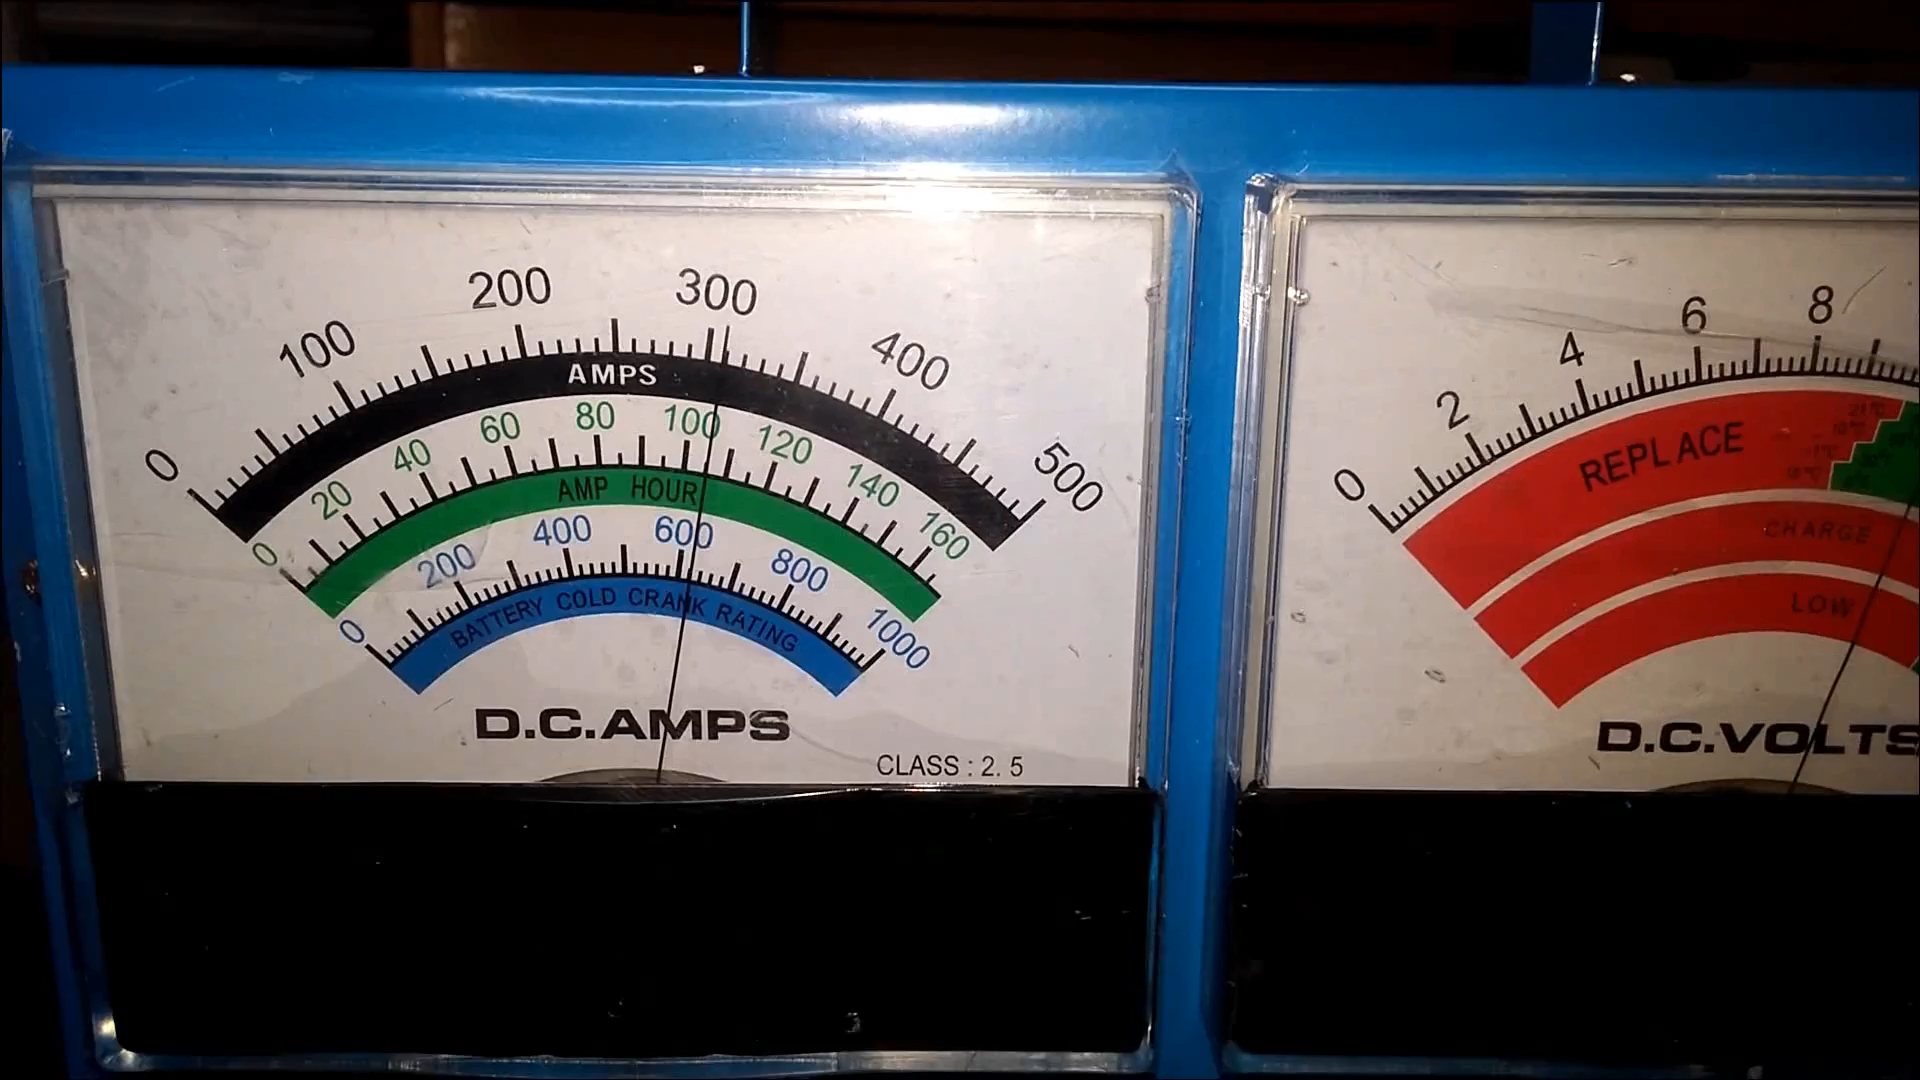 0 100 200 300 400 500
AMPS
0 20 40 60 80 100 120 140 160
AMP HOUR
0 200 400 600 800 1000
BATTERY COLD CRANK RATING
D.C.AMPS
CLASS : 2. 5
0 2 4 6 8
REPLACE
CHARGE
LOW
D.C.VOLTS